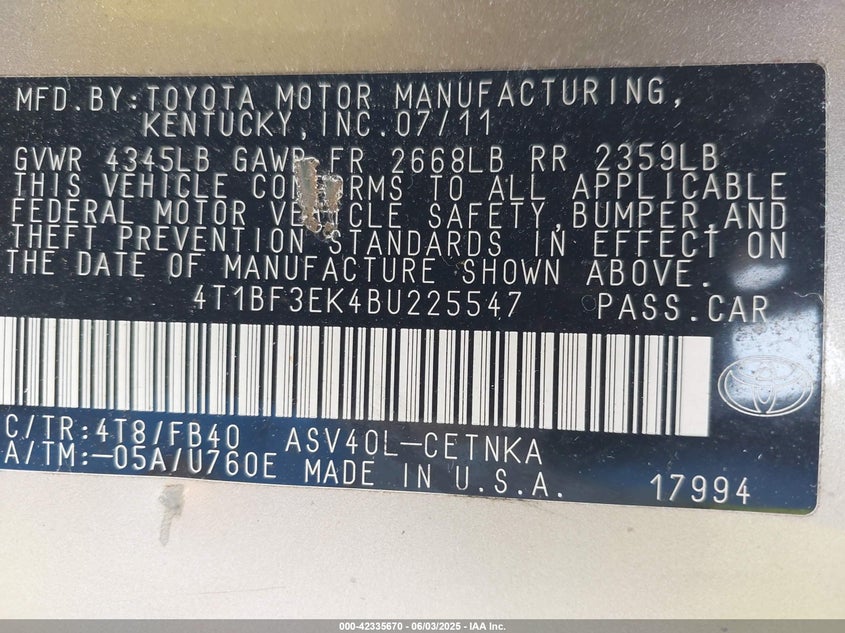 MFD.BY:TOYOTA MOTOR MANUFACTURING,
KENTUCKY,INC.07/11
GVWR 4345LB GAWR FR 2668LB RR 2359LB
THIS VEHICLE CONFORMS TO ALL APPLICABLE
FEDERAL MOTOR VEHICLE SAFETY,BUMPER,AND
THEFT PREVENTION STANDARDS IN EFFECT ON
THE DATE OF MANUFACTURE SHOWN ABOVE.
4T1BF3EK4BU225547 PASS.CAR
C/TR:4T8/FB40 ASV40L-CETNKA
A/TM:-05A/U760E MADE IN U.S.A. 17994
000-42335670 - 06/03/2025 - IAA Inc.